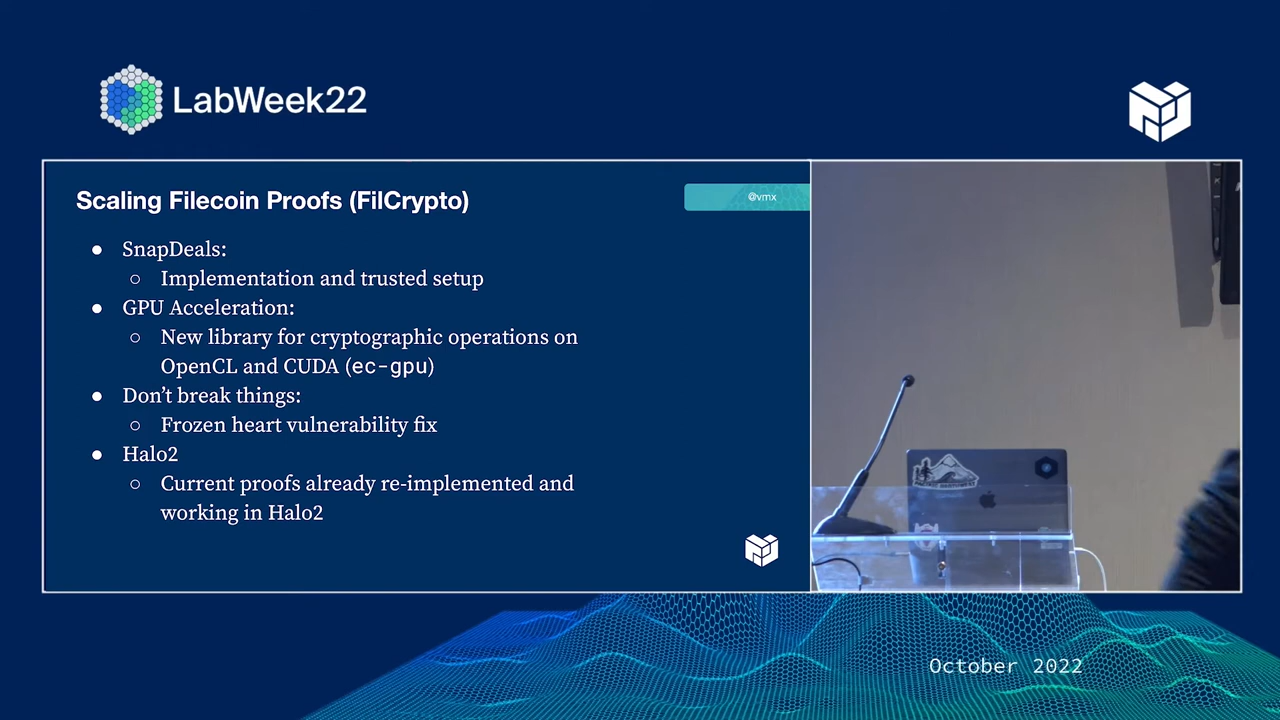 LabWeek22
Scaling Filecoin Proofs (FilCrypto)
@vmx
● SnapDeals:
○ Implementation and trusted setup
● GPU Acceleration:
○ New library for cryptographic operations on
OpenCL and CUDA (ec-gpu)
● Don't break things:
○ Frozen heart vulnerability fix
● Halo2
○ Current proofs already re-implemented and
working in Halo2
October 2022